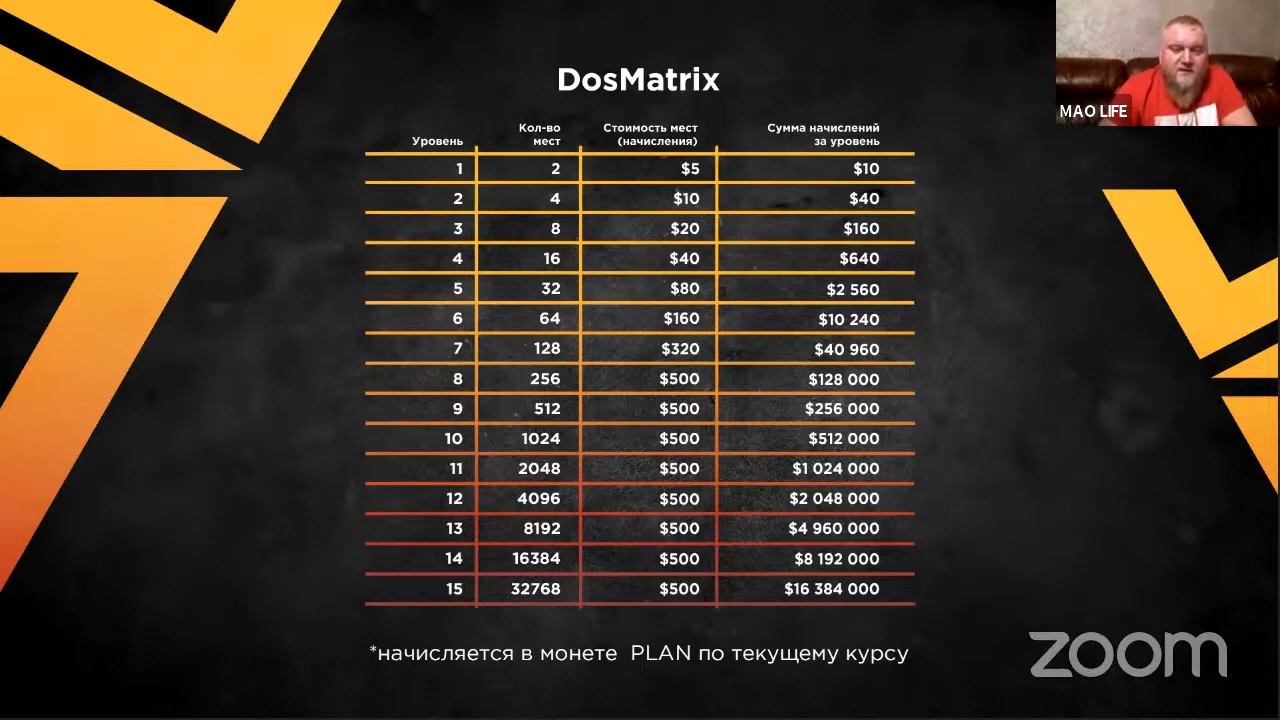 DosMatrix
MAO LIFE
Уровень Кол-во мест Стоимость мест (начисления) Сумма начислений за уровень
1 2 $5 $10
2 4 $10 $40
3 8 $20 $160
4 16 $40 $640
5 32 $80 $2 560
6 64 $160 $10 240
7 128 $320 $40 960
8 256 $500 $128 000
9 512 $500 $256 000
10 1024 $500 $512 000
11 2048 $500 $1 024 000
12 4096 $500 $2 048 000
13 8192 $500 $4 960 000
14 16384 $500 $8 192 000
15 32768 $500 $16 384 000
*начисляется в монете PLAN по текущему курсу
zoom